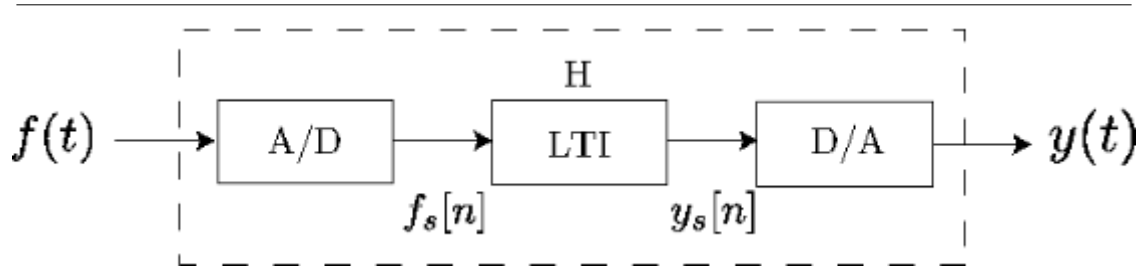 H
f(t) A/D LTI D/A y(t)
f_s[n] y_s[n]